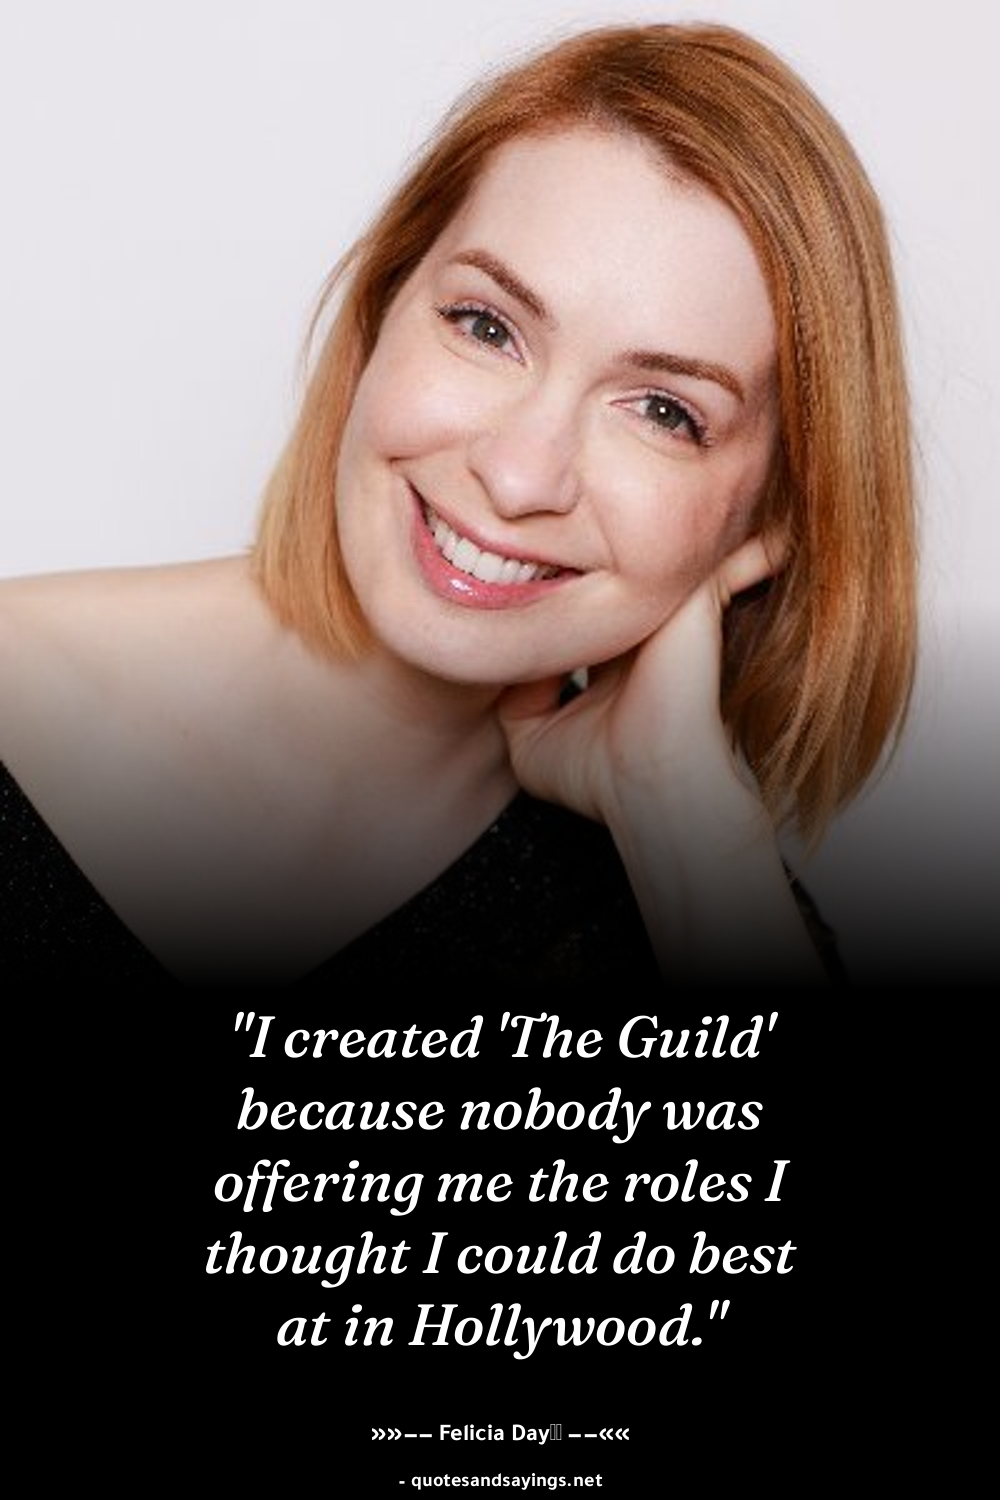 "I created 'The Guild'
because nobody was
offering me the roles I
thought I could do best
at in Hollywood."
»»–– Felicia Day ––««
- quotesandsayings.net